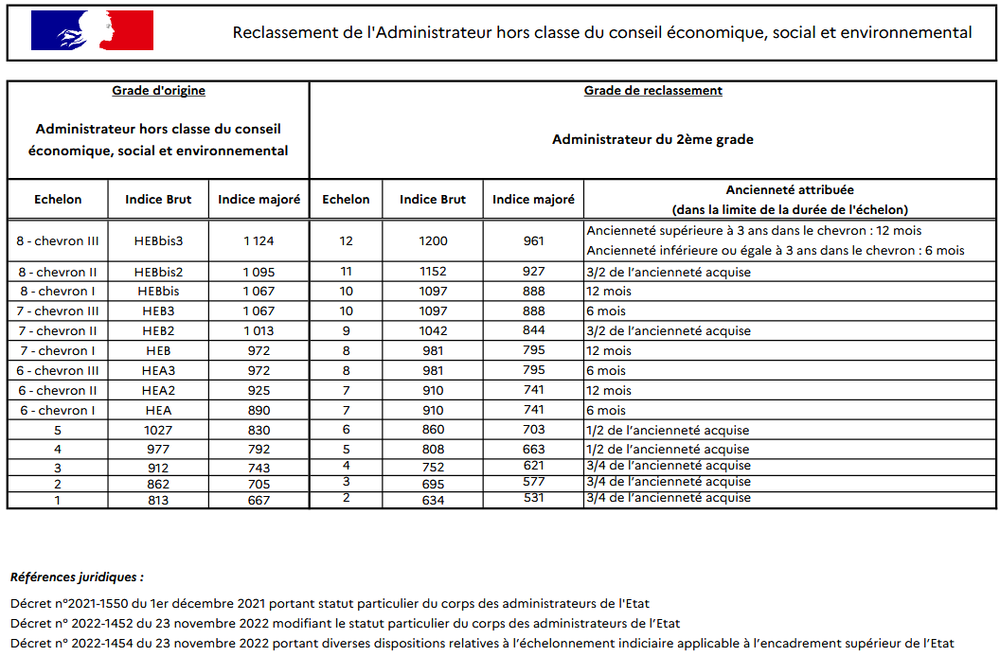 Reclassement de l'Administrateur hors classe du conseil économique, social et environnemental
Grade d'origine
Grade de reclassement
Administrateur hors classe du conseil
économique, social et environnemental
Administrateur du 2ème grade
Echelon Indice Brut Indice majoré Echelon Indice Brut Indice majoré Ancienneté attribuée
(dans la limite de la durée de l'échelon)
8 - chevron III HEBbis3 1 124 12 1200 961 Ancienneté supérieure à 3 ans dans le chevron : 12 mois
Ancienneté inférieure ou égale à 3 ans dans le chevron : 6 mois
8 - chevron II HEBbis2 1 095 11 1152 927 3/2 de l’ancienneté acquise
8 - chevron I HEBbis 1 067 10 1097 888 12 mois
7 - chevron III HEB3 1 067 10 1097 888 6 mois
7 - chevron II HEB2 1 013 9 1042 844 3/2 de l’ancienneté acquise
7 - chevron I HEB 972 8 981 795 12 mois
6 - chevron III HEA3 972 8 981 795 6 mois
6 - chevron II HEA2 925 7 910 741 12 mois
6 - chevron I HEA 890 7 910 741 6 mois
5 1027 830 6 860 703 1/2 de l’ancienneté acquise
4 977 792 5 808 663 1/2 de l’ancienneté acquise
3 912 743 4 752 621 3/4 de l’ancienneté acquise
2 862 705 3 695 577 3/4 de l’ancienneté acquise
1 813 667 2 634 531 3/4 de l’ancienneté acquise
Références juridiques :
Décret n°2021-1550 du 1er décembre 2021 portant statut particulier du corps des administrateurs de l'Etat
Décret n° 2022-1452 du 23 novembre 2022 modifiant le statut particulier du corps des administrateurs de l’Etat
Décret n° 2022-1454 du 23 novembre 2022 portant diverses dispositions relatives à l’échelonnement indiciaire applicable à l’encadrement supérieur de l’Etat